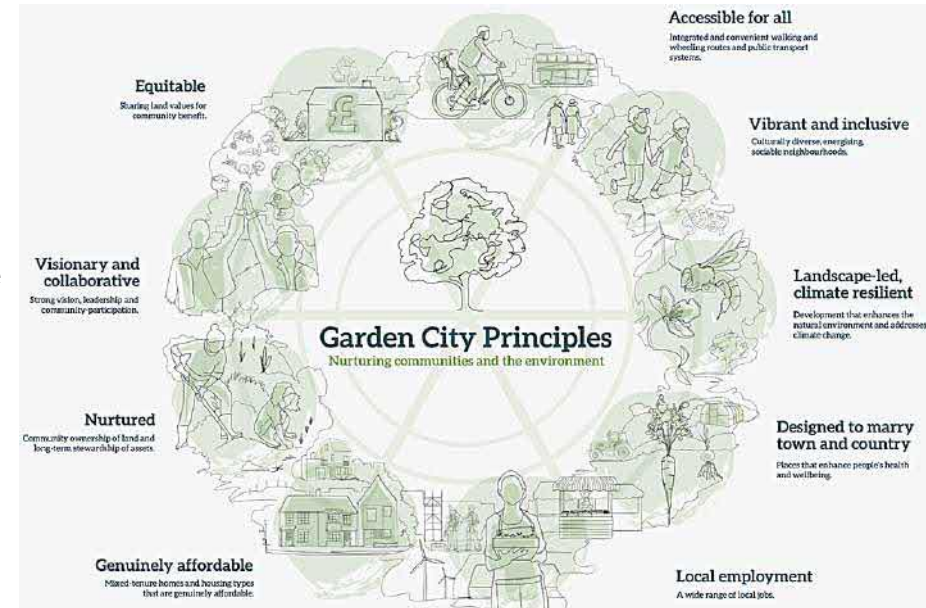 Accessible for all
Integrated and convenient walking and
wheeling routes and public transport
systems.
Equitable
Sharing land values for
community benefit.
£
Vibrant and inclusive
Culturally diverse, energising,
sociable neighbourhoods.
Visionary and
collaborative
Strong vision, leadership and
community-participation.
Landscape-led,
climate resilient
Development that enhances the
natural environment and addresses
climate change.
Garden City Principles
Nurturing communities and the environment
Nurtured
Community ownership of land and
long-term stewardship of assets.
Designed to marry
town and country
Places that enhance people's health
and wellbeing.
Genuinely affordable
Mixed-tenure homes and housing types
that are genuinely affordable.
Local employment
A wide range of local jobs.